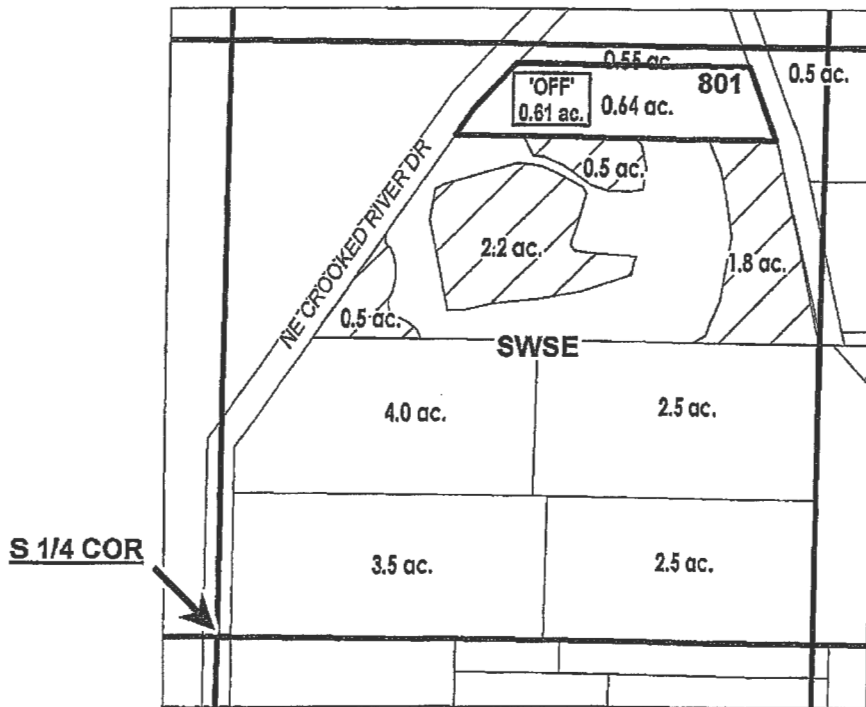 0.55 ac.
801
0.5 ac.
'OFF'
0.61 ac.
0.64 ac.
0.5 ac.
NE CROOKED RIVER DR
2.2 ac.
1.8 ac.
0.5 ac.
SWSE
4.0 ac.
2.5 ac.
S 1/4 COR
3.5 ac.
2.5 ac.